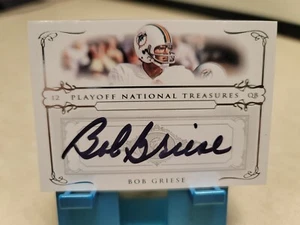 12 PLAYOFF NATIONAL TREASURES QB
Bob Griese
BOB GRIESE